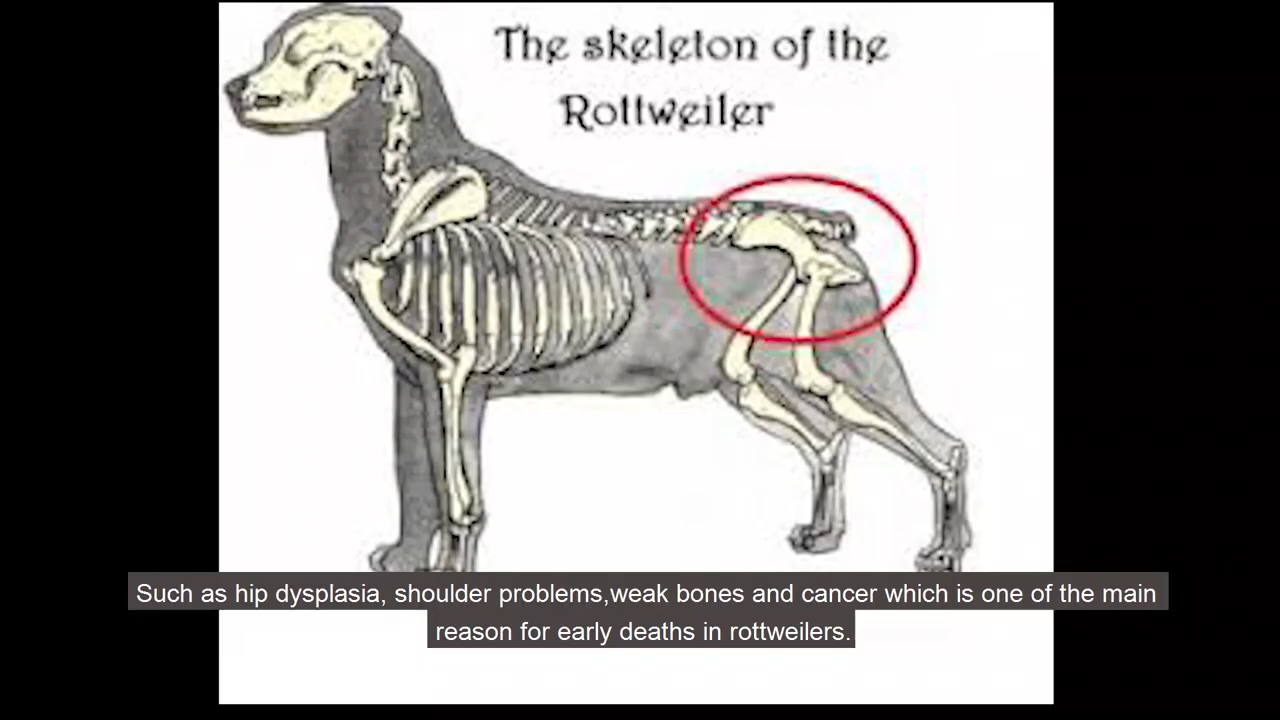 The skeleton of the
Rottweiler
Such as hip dysplasia, shoulder problems,weak bones and cancer which is one of the main
reason for early deaths in rottweilers.